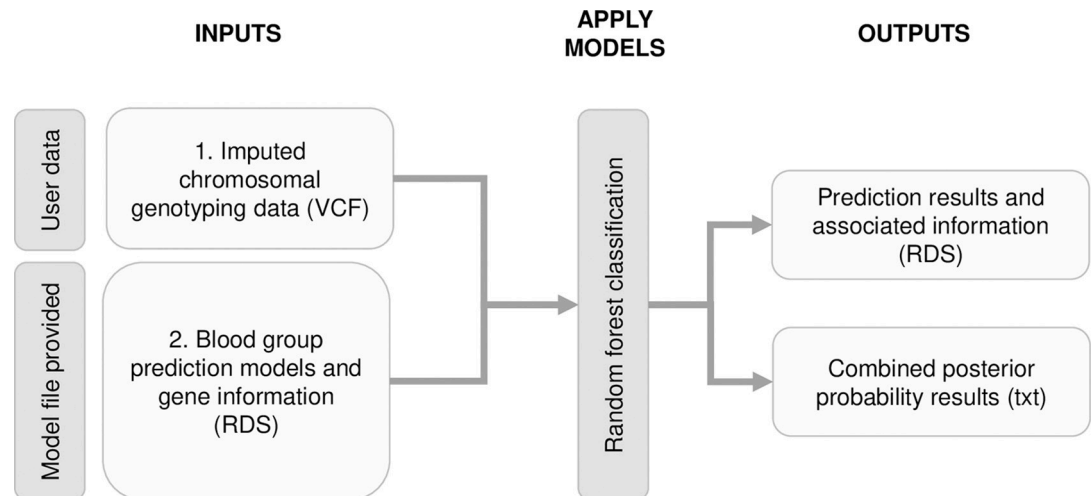 INPUTS
APPLY
MODELS
OUTPUTS
User data
1. Imputed
chromosomal
genotyping data (VCF)
Model file provided
2. Blood group
prediction models and
gene information
(RDS)
Random forest classification
Prediction results and
associated information
(RDS)
Combined posterior
probability results (txt)